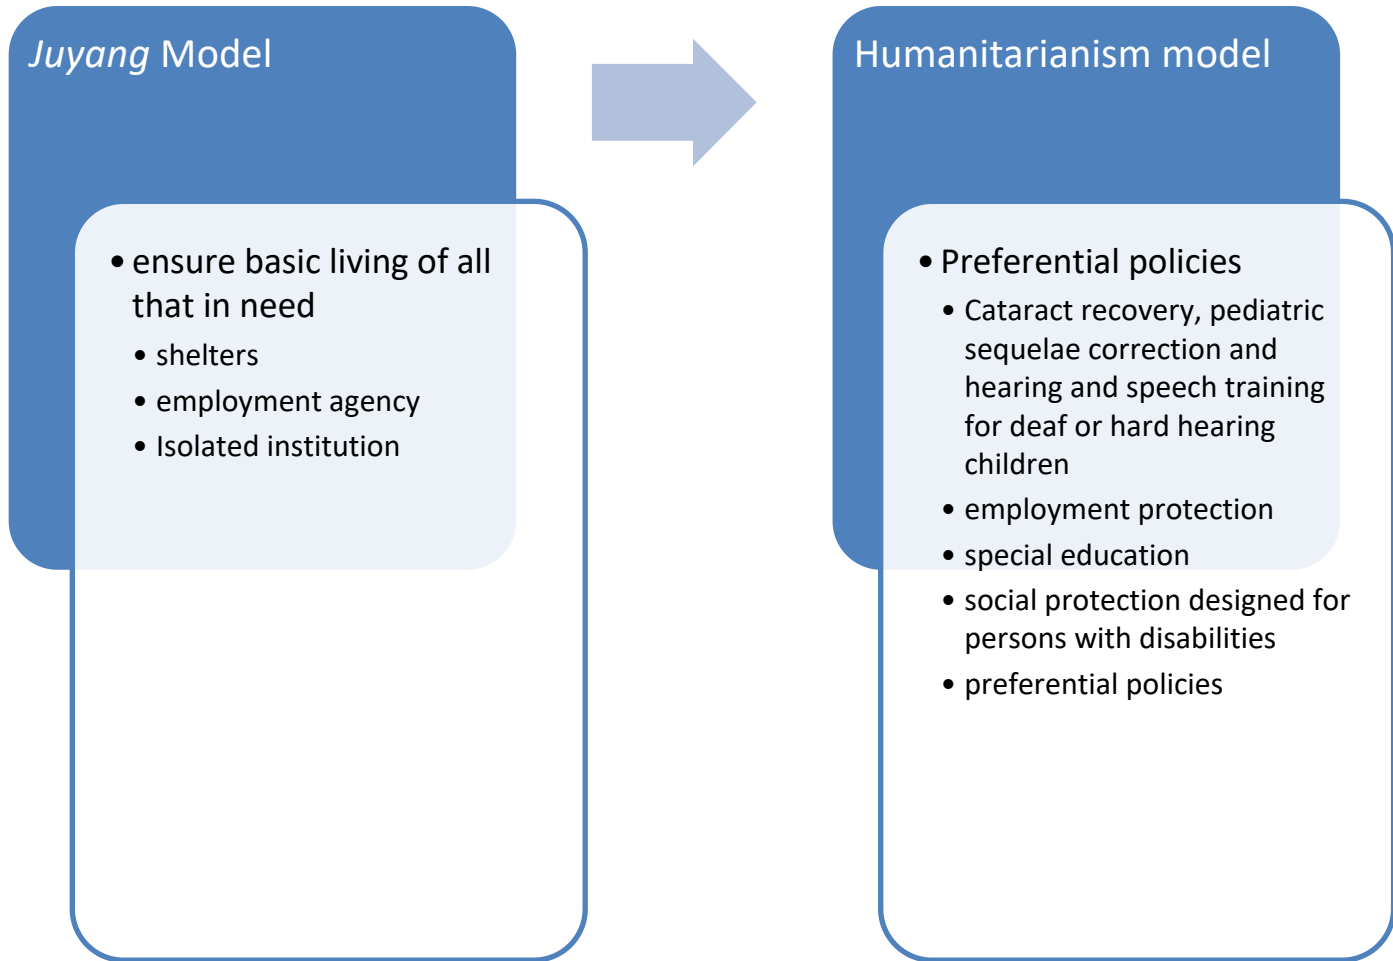 Juyang Model
• ensure basic living of all
that in need
• shelters
• employment agency
• Isolated institution
Humanitarianism model
• Preferential policies
• Cataract recovery, pediatric
sequelae correction and
hearing and speech training
for deaf or hard hearing
children
• employment protection
• special education
• social protection designed for
persons with disabilities
• preferential policies